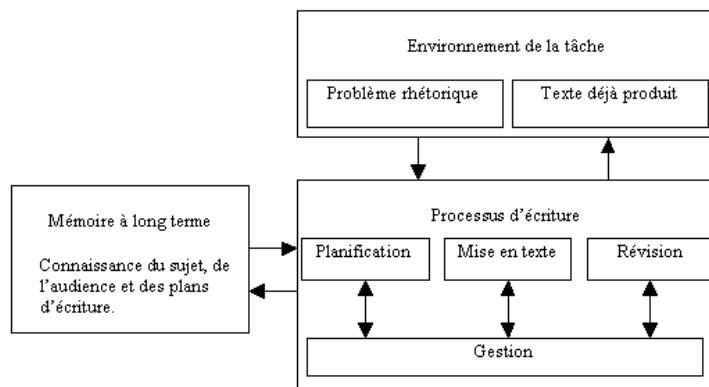 Environnement de la tâche
Problème rhétorique
Texte déjà produit
Mémoire à long terme
Connaissance du sujet, de
l'audience et des plans
d'écriture.
Processus d'écriture
Planification
Mise en texte
Révision
Gestion